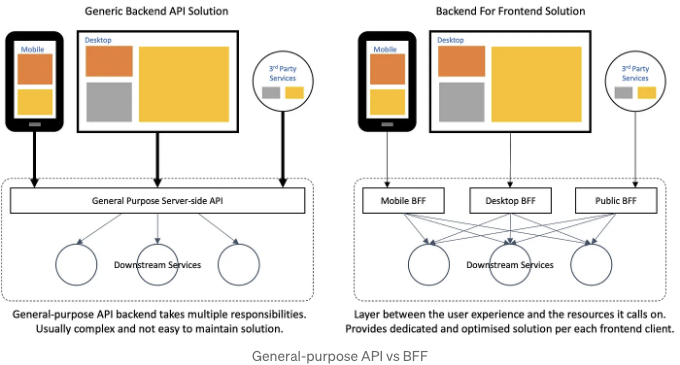 Generic Backend API Solution
Mobile
Desktop
3rd Party
Services
General Purpose Server-side API
Downstream Services
General-purpose API backend takes multiple responsibilities.
Usually complex and not easy to maintain solution.
Backend For Frontend Solution
Mobile
Desktop
3rd Party
Services
Mobile BFF
Desktop BFF
Public BFF
Downstream Services
Layer between the user experience and the resources it calls on.
Provides dedicated and optimised solution per each frontend client.
General-purpose API vs BFF